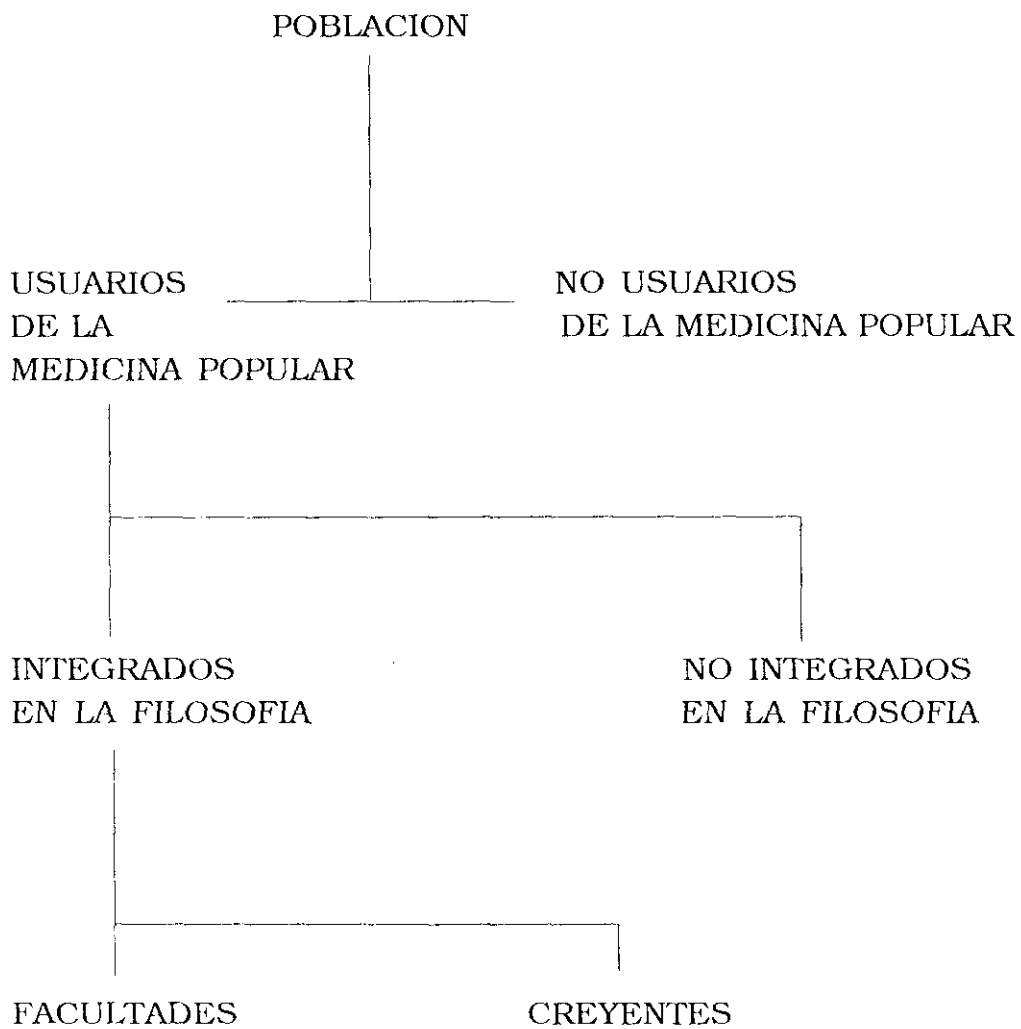 POBLACION
USUARIOS
DE LA
MEDICINA POPULAR
NO USUARIOS
DE LA MEDICINA POPULAR
INTEGRADOS
EN LA FILOSOFIA
NO INTEGRADOS
EN LA FILOSOFIA
FACULTADES
CREYENTES